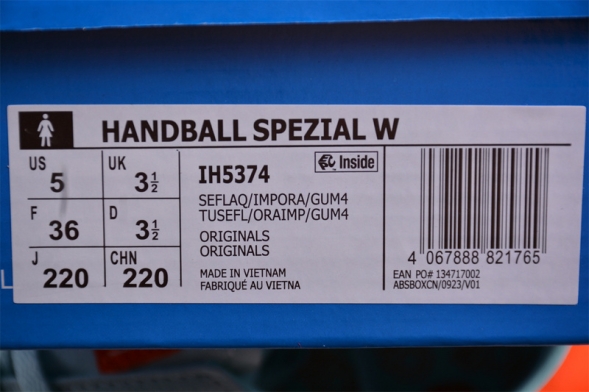 HANDBALL SPEZIAL W
US
5
UK
3½
F
36
D
3½
J
220
CHN
220
IH5374
Inside
SEFLAQ/IMPORA/GUM4
TUSEFL/ORAIMP/GUM4
ORIGINALS
ORIGINALS
MADE IN VIETNAM
FABRIQUÉ AU VIETNA
4 067888 821765
EAN PO# 134717002
ABSBOXCN/0923/V01
L